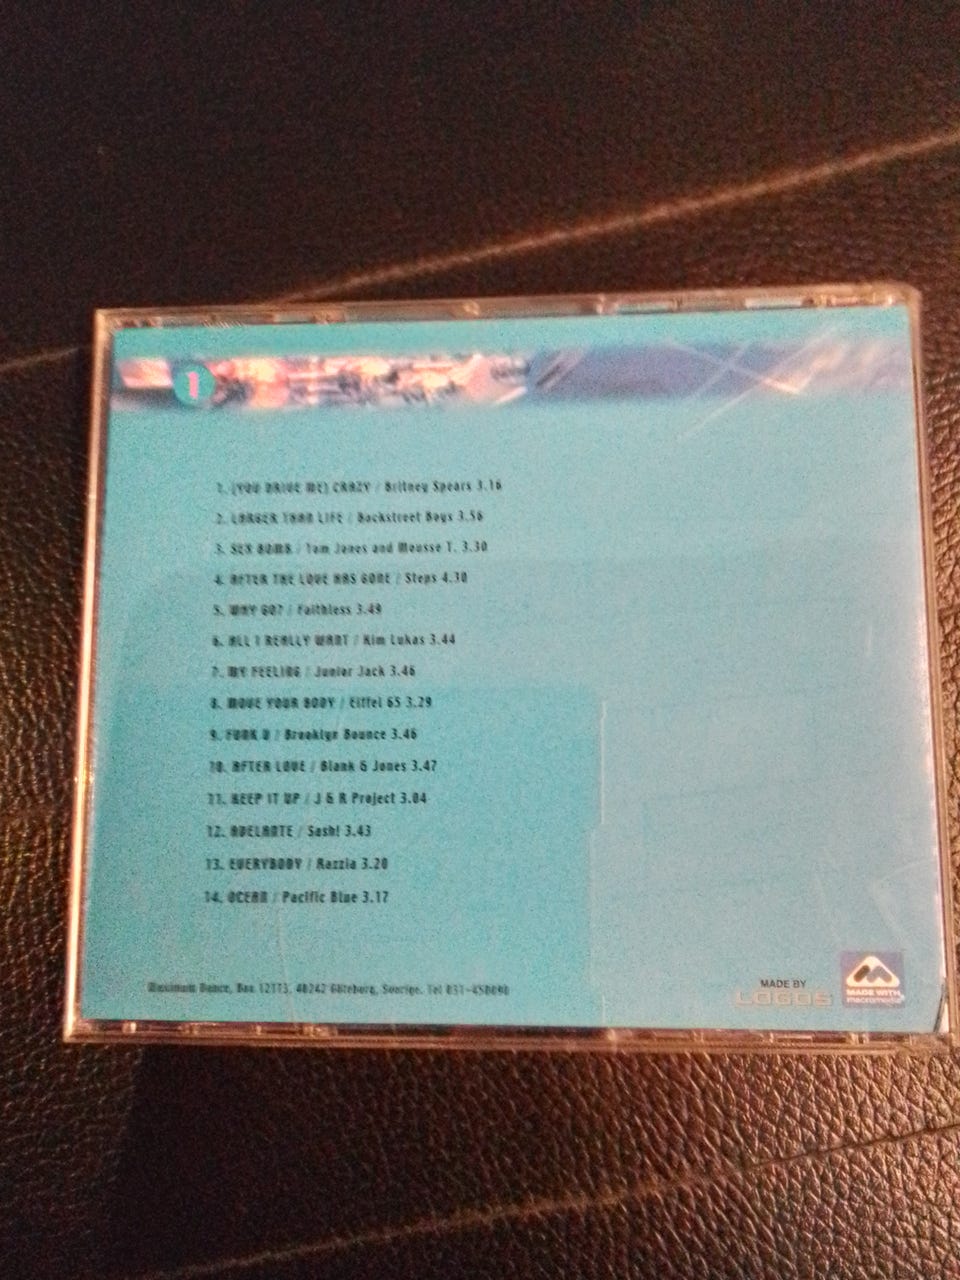 1
1. (YOU DRIVE ME) CRAZY / Britney Spears 3.16
2. LARGER THAN LIFE / Backstreet Boys 3.56
3. SEX BOMB / Tom Jones and Mousse T. 3.30
4. AFTER THE LOVE HAS GONE / Steps 4.30
5. WHY GO? / Faithless 3.49
6. ALL I REALLY WANT / Kim Lukas 3.44
7. MY FEELING / Junior Jack 3.46
8. MOVE YOUR BODY / Eiffel 65 3.29
9. FUNK U / Brooklyn Bounce 3.46
10. AFTER LOVE / Blank & Jones 3.47
11. KEEP IT UP / J & R Project 3.04
12. ADELANTE / Sash! 3.43
13. EVERYBODY / Razzia 3.20
14. OCEAN / Pacific Blue 3.17
Maximum Dance, Box 12113, 40242 Göteborg, Sverige. Tel 031-450090
MADE BY
LOGOS
MADE WITH
macromedia